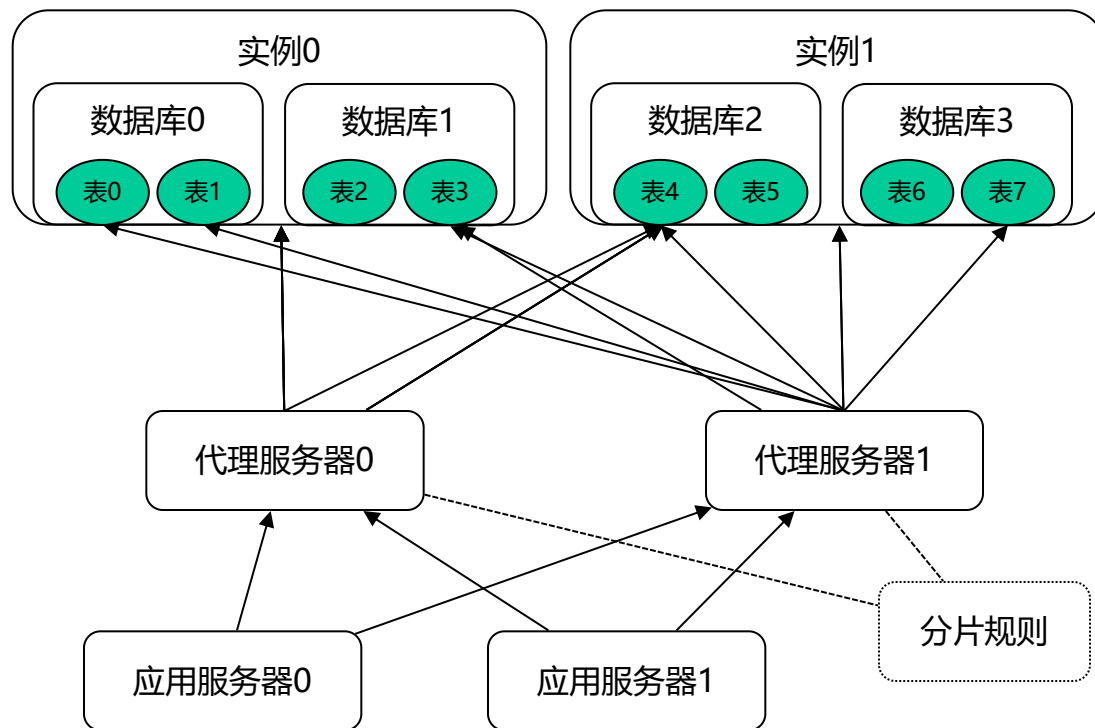 实例0
实例1
数据库0
数据库1
数据库2
数据库3
表0
表1
表2
表3
表4
表5
表6
表7
代理服务器0
代理服务器1
分片规则
应用服务器0
应用服务器1